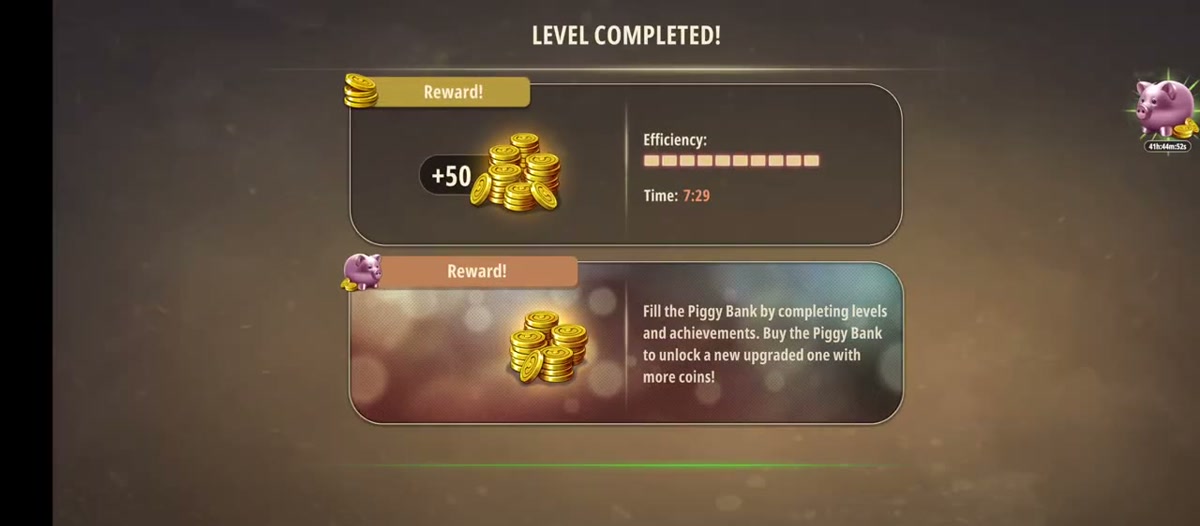 LEVEL COMPLETED!
Reward!
+50
Efficiency:
Time: 7:29
41h:44m:52s
Reward!
Fill the Piggy Bank by completing levels
and achievements. Buy the Piggy Bank
to unlock a new upgraded one with
more coins!